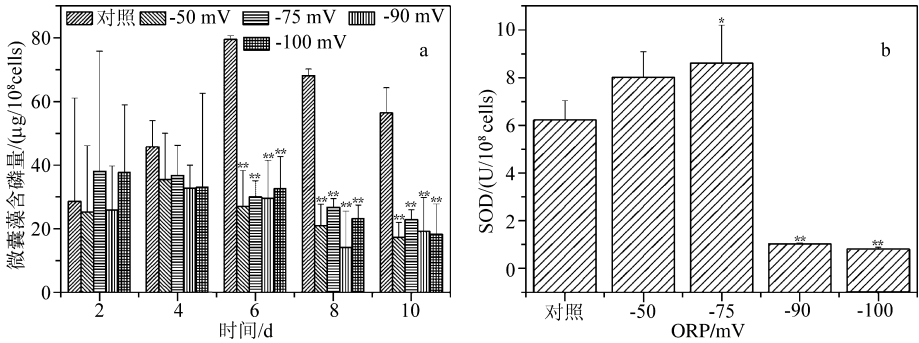 对照 -50 mV -75 mV -90 mV
-100 mV
a
微囊藻含磷量/(μg/10⁸cells)
80
60
40
20
0
** ** ** **
** ** ** **
** ** ** **
2 4 6 8 10
时间/d
b
SOD/(U/10⁸cells)
10
8
6
4
2
0
*
** **
对照 -50 -75 -90 -100
ORP/mV